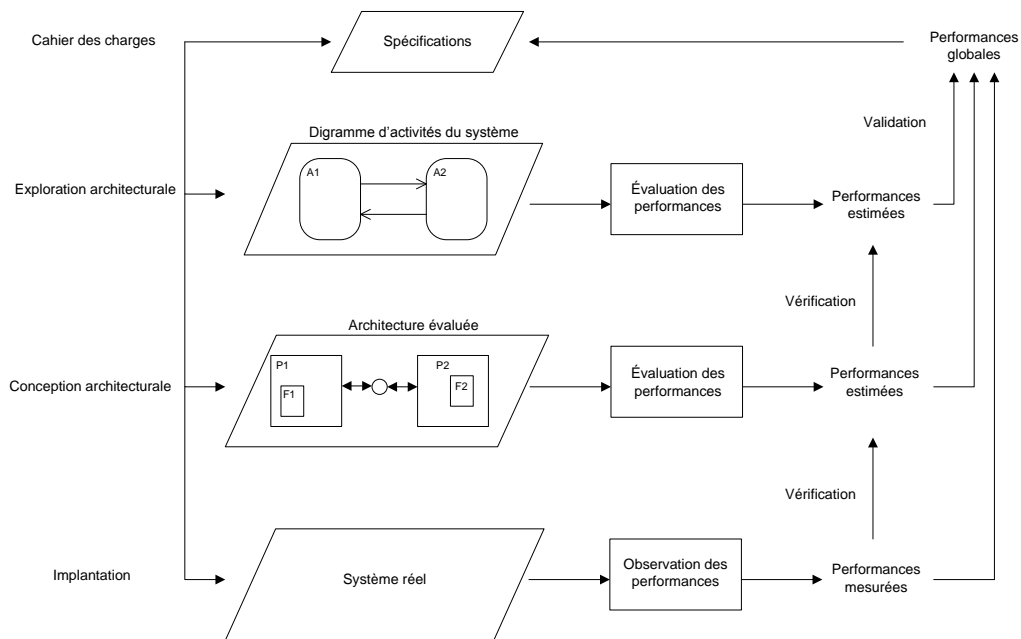 Cahier des charges
Spécifications
Performances
globales
Validation
Digramme d'activités du système
A1
A2
Exploration architecturale
Évaluation des
performances
Performances
estimées
Vérification
Architecture évaluée
P1
F1
P2
F2
Conception architecturale
Évaluation des
performances
Performances
estimées
Vérification
Implantation
Système réel
Observation des
performances
Performances
mesurées